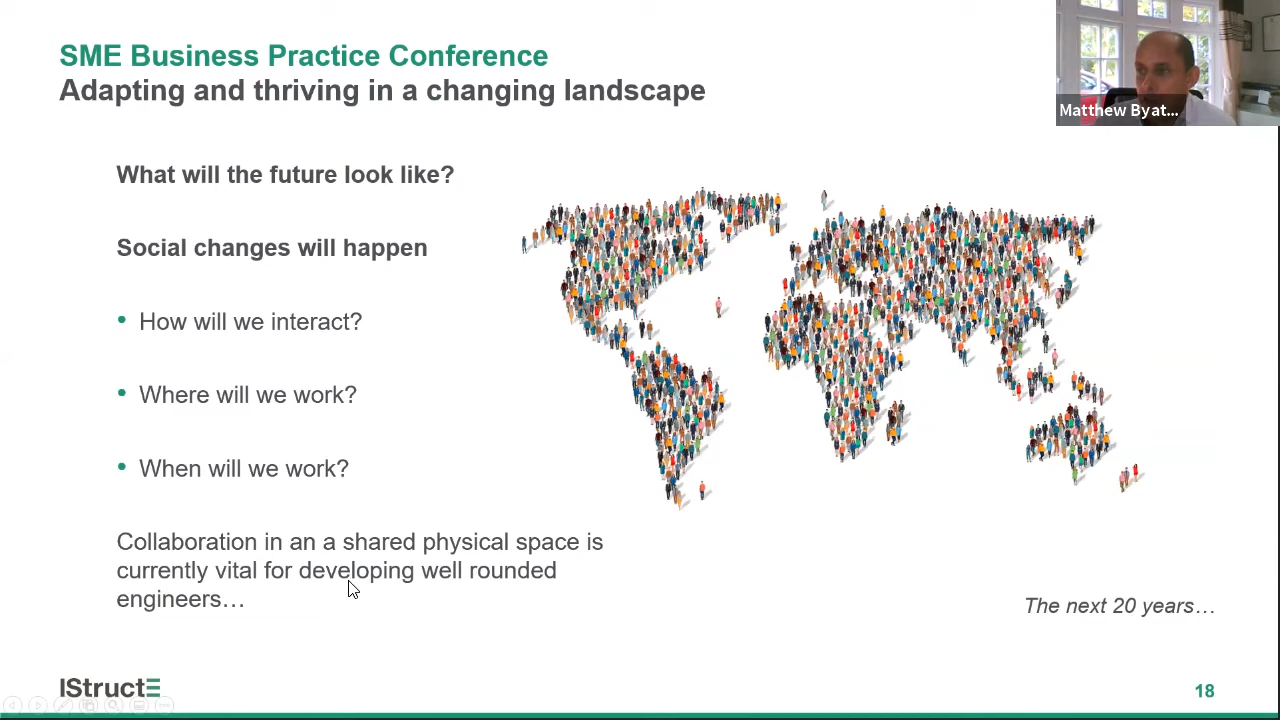 SME Business Practice Conference
Adapting and thriving in a changing landscape
Matthew Byat...
What will the future look like?
Social changes will happen
• How will we interact?
• Where will we work?
• When will we work?
Collaboration in an a shared physical space is
currently vital for developing well rounded
engineers…
The next 20 years…
IStructE
18